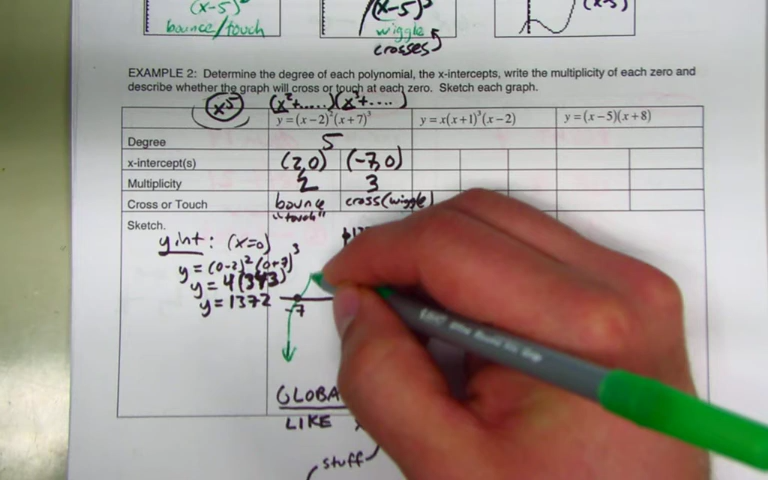 (x-5)²
bounce/touch
(x-5)³
wiggle
crosses
(x-5)
EXAMPLE 2: Determine the degree of each polynomial, the x-intercepts, write the multiplicity of each zero and
describe whether the graph will cross or touch at each zero. Sketch each graph.
x⁵ (x²+.....)(x³+....)
y = (x − 2)²(x + 7)³ y = x(x + 1)³(x − 2) y = (x − 5)(x + 8)
Degree 5
x-intercept(s) (2,0) (-7,0)
Multiplicity 2 3
Cross or Touch bounce cross(wiggle)
"touch"
Sketch.
y int: (x=0)
y = (0-2)²(0+7)³
y = 4(343)
y = 1372
-7
GLOBA
LIKE
stuff